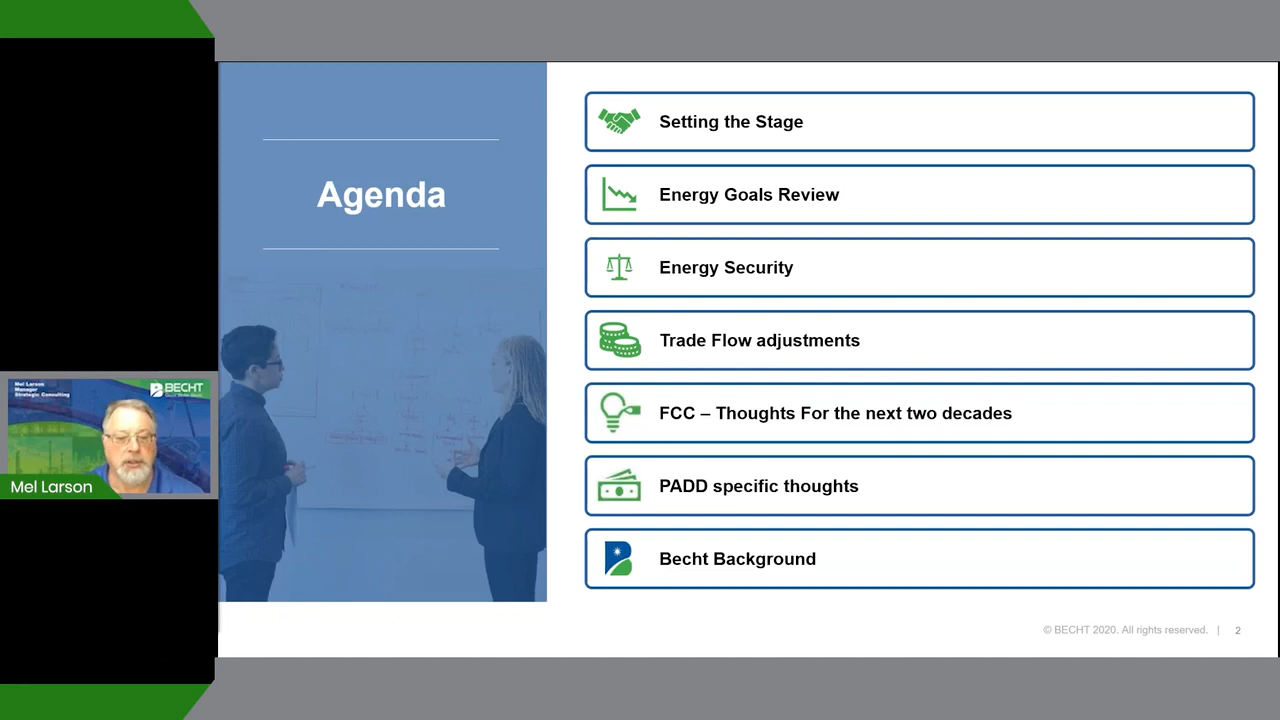 Agenda
Setting the Stage
Energy Goals Review
Energy Security
Trade Flow adjustments
FCC – Thoughts For the next two decades
PADD specific thoughts
Becht Background
© BECHT 2020. All rights reserved. | 2
Mel Larson
Manager
Strategic Consulting
BECHT
Mel Larson